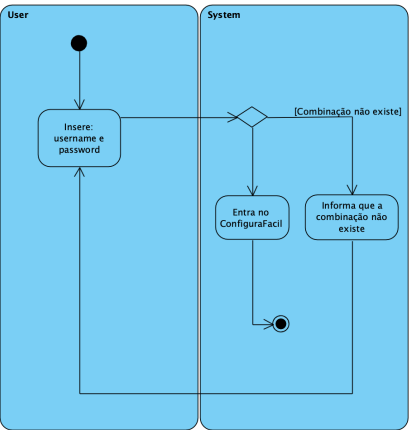 User
System
[Combinação não existe]
Insere:
username e
password
Entra no
ConfiguraFacil
Informa que a
combinação não
existe